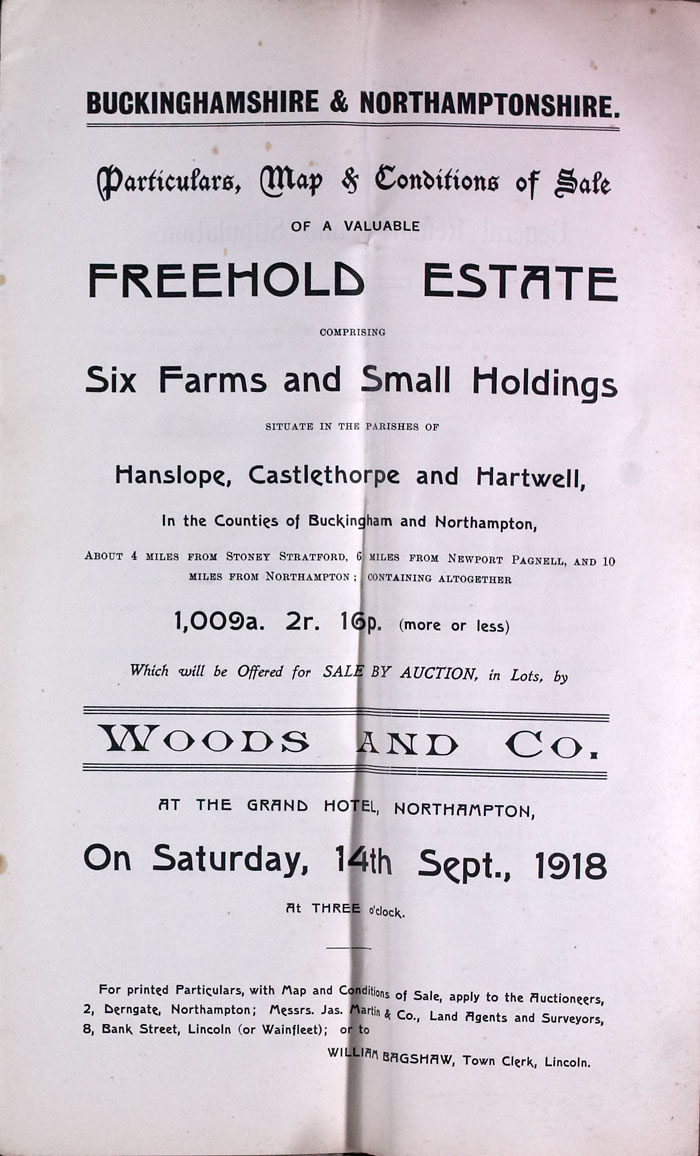 BUCKINGHAMSHIRE & NORTHAMPTONSHIRE.
Particulars, Map & Conditions of Sale
OF A VALUABLE
FREEHOLD ESTATE
COMPRISING
Six Farms and Small Holdings
SITUATE IN THE PARISHES OF
Hanslope, Castlethorpe and Hartwell,
In the Counties of Buckingham and Northampton,
ABOUT 4 MILES FROM STONEY STRATFORD, 6 MILES FROM NEWPORT PAGNELL, AND 10
MILES FROM NORTHAMPTON; CONTAINING ALTOGETHER
1,009a. 2r. 16p. (more or less)
Which will be Offered for SALE BY AUCTION, in Lots, by
WOODS AND CO.
AT THE GRAND HOTEL, NORTHAMPTON,
On Saturday, 14th Sept., 1918
At THREE o'clock.
For printed Particulars, with Map and Conditions of Sale, apply to the Auctioneers,
2, Derngate, Northampton; Messrs. Jas. Martin & Co., Land Agents and Surveyors,
8, Bank Street, Lincoln (or Wainfleet); or to
WILLIAM BAGSHAW, Town Clerk, Lincoln.